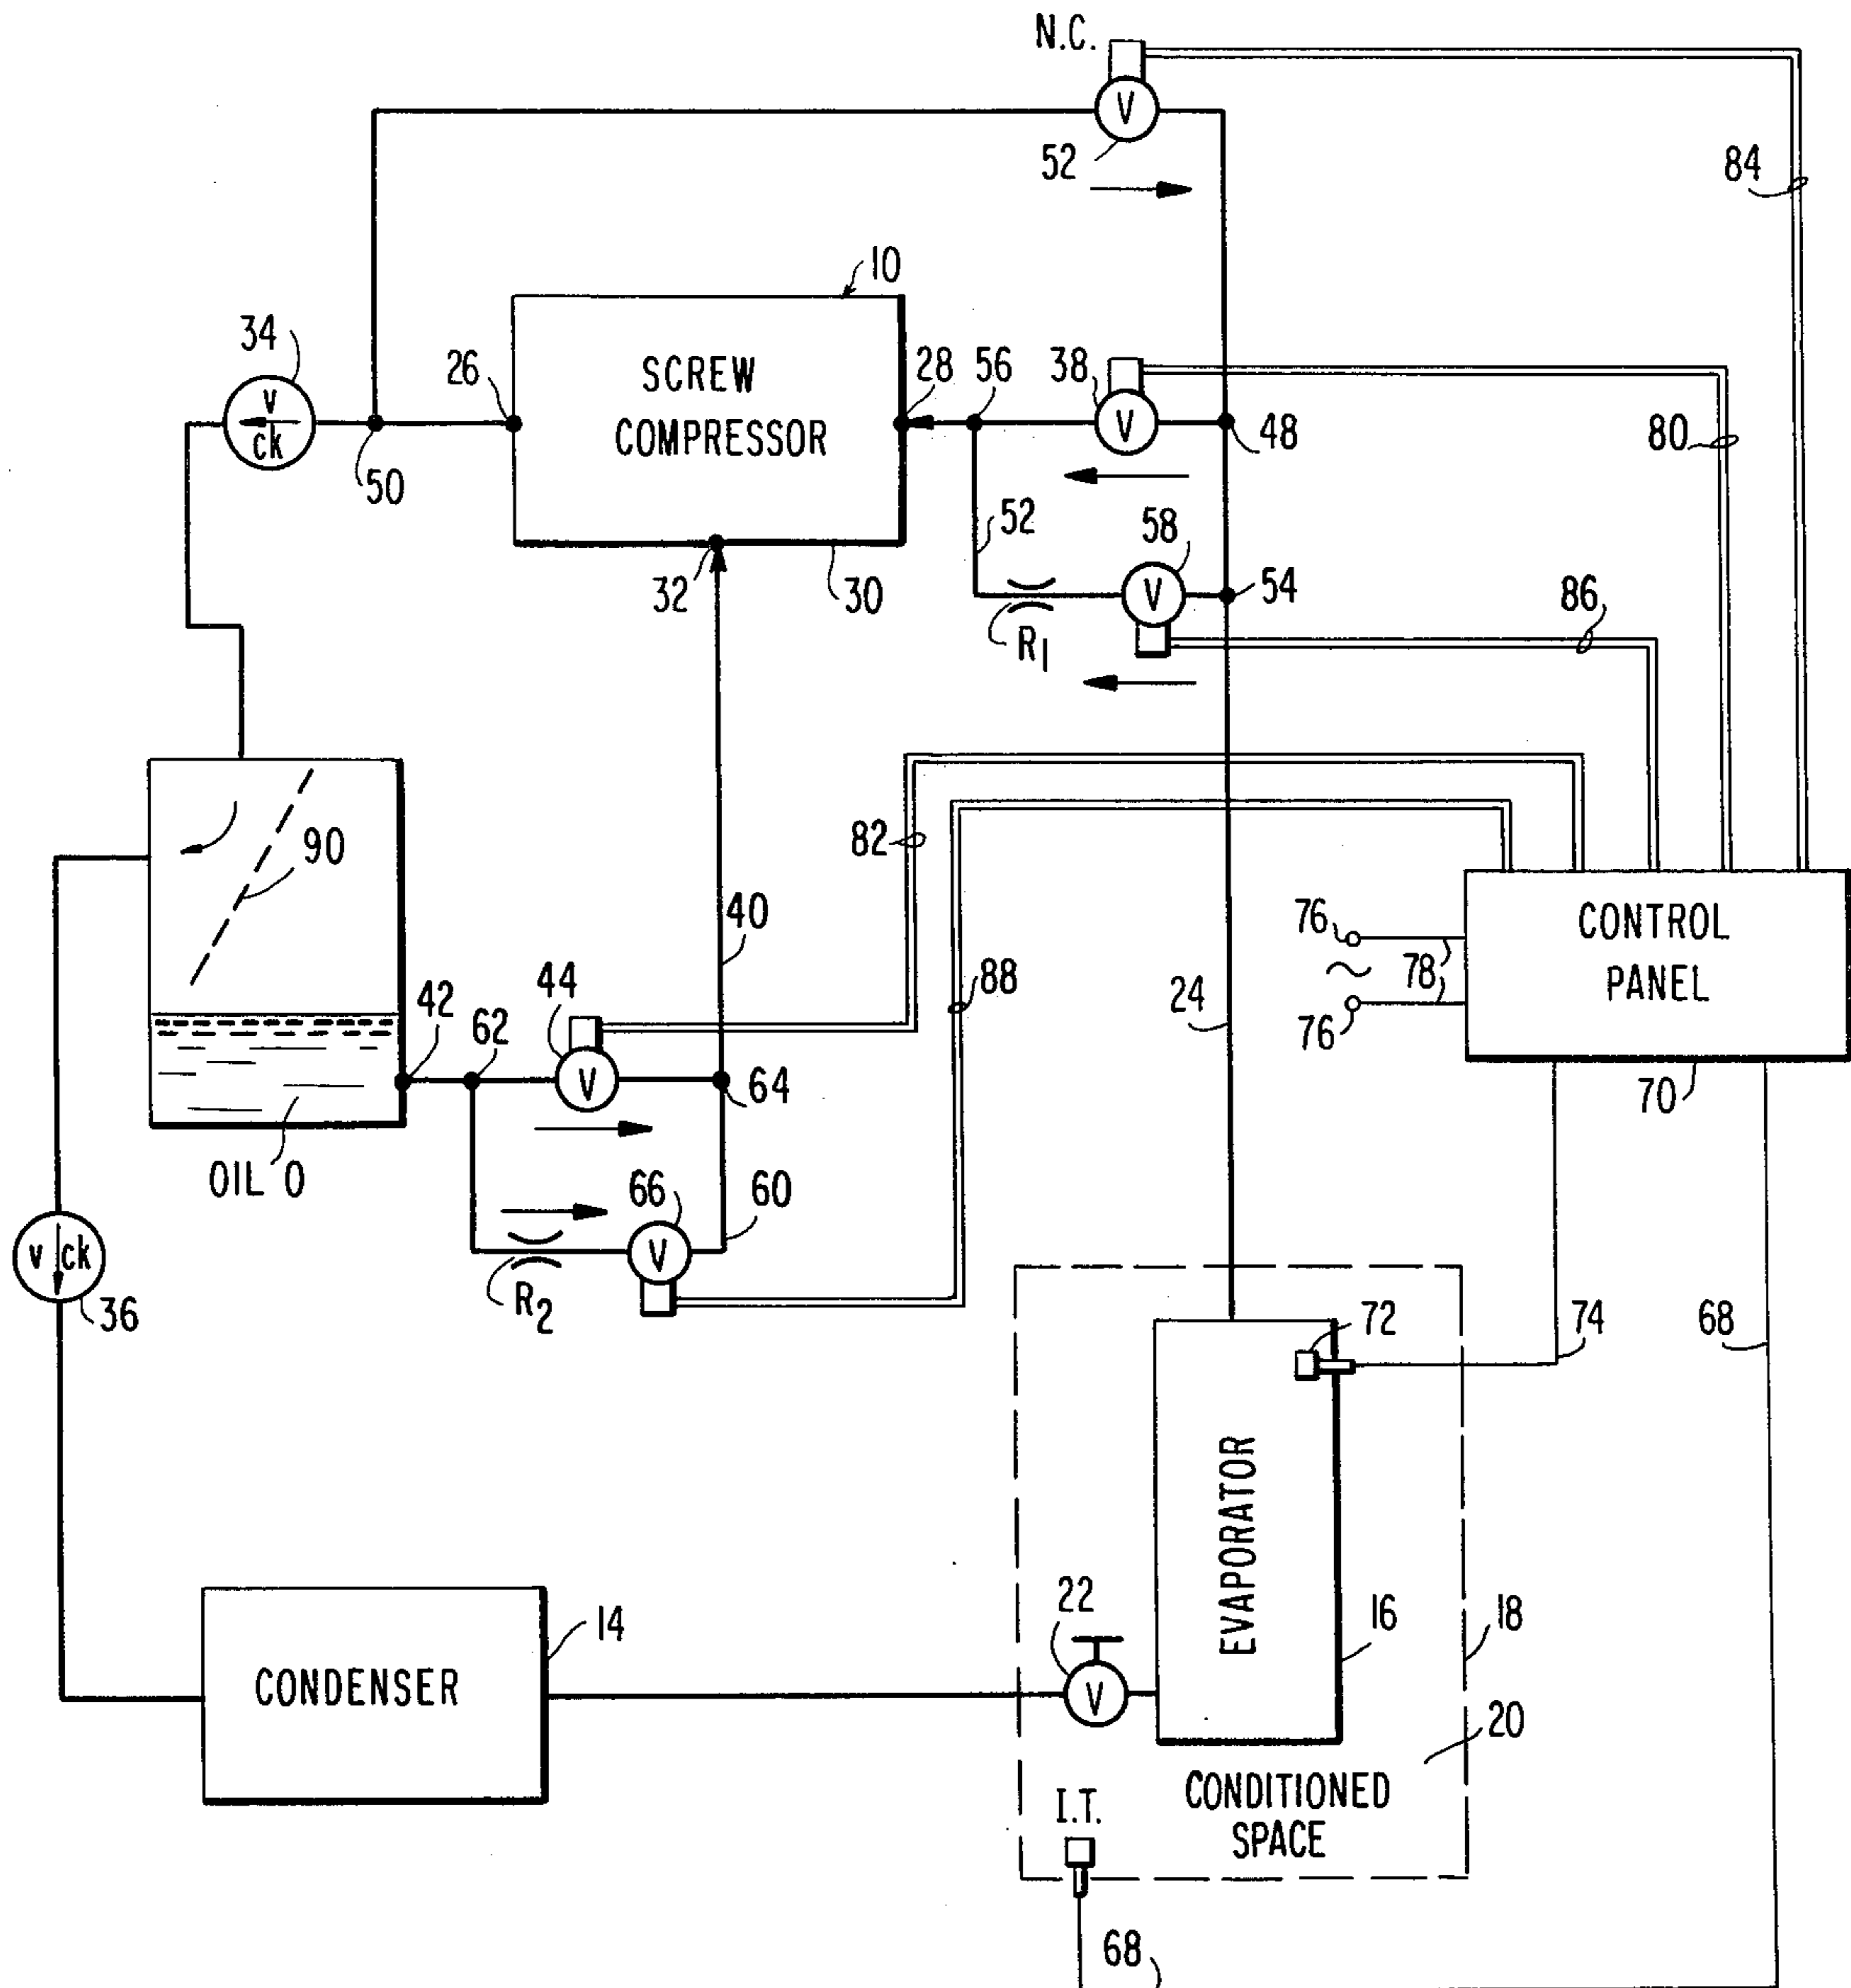 N.C.
V
52
84
10
34
26
SCREW
COMPRESSOR
28
56
38
V
48
80
V
ck
50
52
58
V
54
32
30
R1
86
90
82
40
88
24
CONTROL
PANEL
76
78
76
42
62
44
V
64
70
OIL O
66
V
60
R2
V ck
36
72
74
68
EVAPORATOR
14
CONDENSER
22
V
16
18
20
CONDITIONED
SPACE
I.T.
68